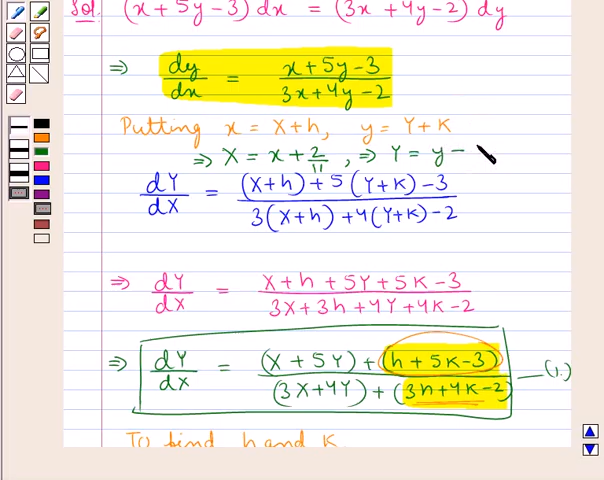 Sol. (x + 5y - 3) dx = (3x + 4y - 2) dy
⇒ dy/dx = x + 5y - 3 / 3x + 4y - 2
Putting x = X + h, y = Y + K
⇒ X = x + 2/11, ⇒ Y = y -
dY/dX = (X + h) + 5(Y + K) - 3 / 3(X + h) + 4(Y + K) - 2
⇒ dY/dX = X + h + 5Y + 5K - 3 / 3X + 3h + 4Y + 4K - 2
⇒ dY/dX = (X + 5Y) + (h + 5K - 3) / (3X + 4Y) + (3h + 4K - 2) —(1.)
To find h and K